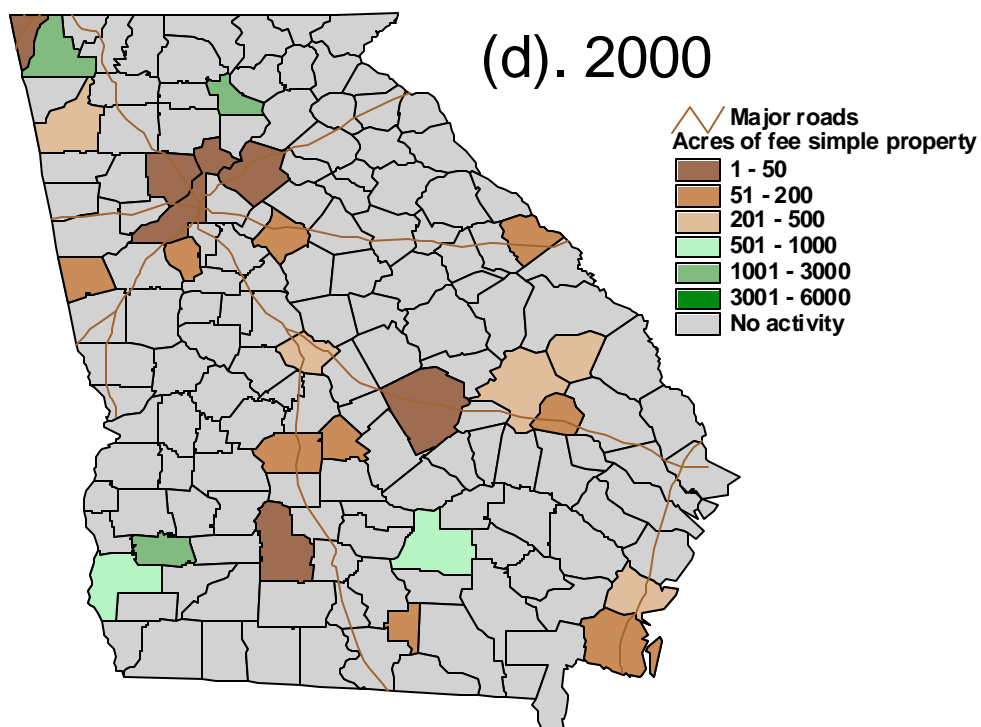 (d). 2000
Major roads
Acres of fee simple property
1 - 50
51 - 200
201 - 500
501 - 1000
1001 - 3000
3001 - 6000
No activity